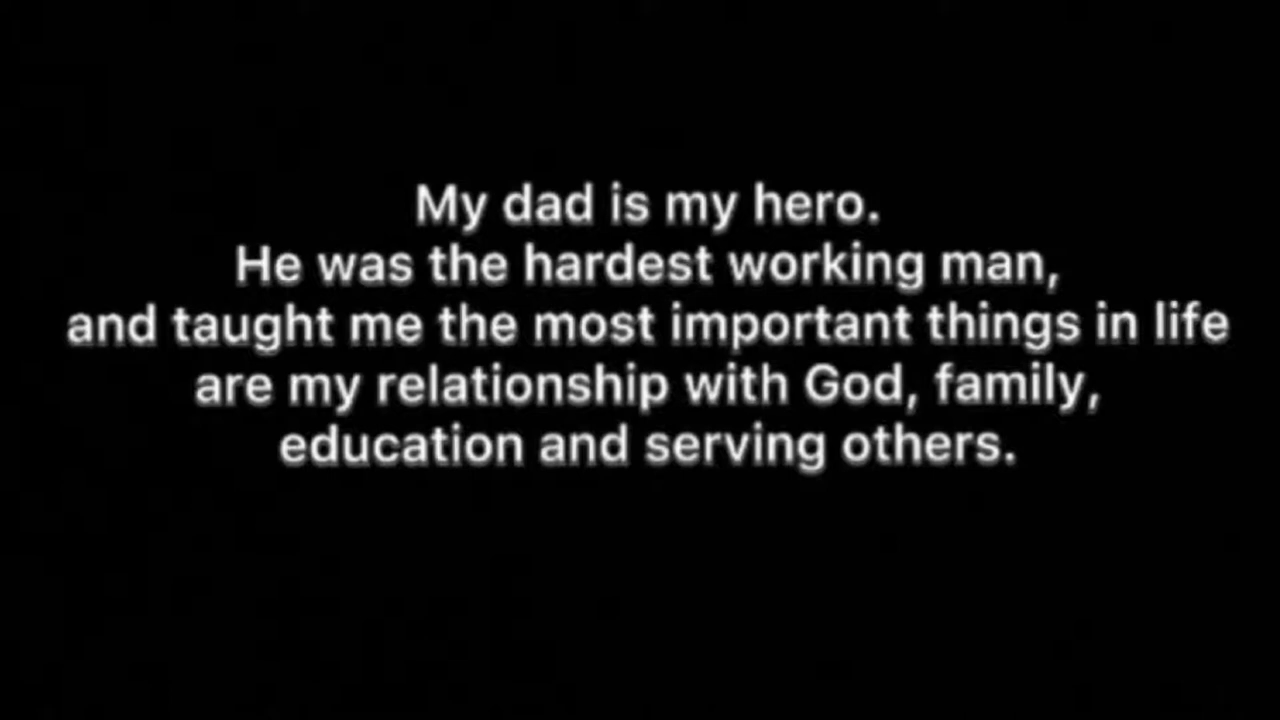 My dad is my hero.
He was the hardest working man,
and taught me the most important things in life
are my relationship with God, family,
education and serving others.